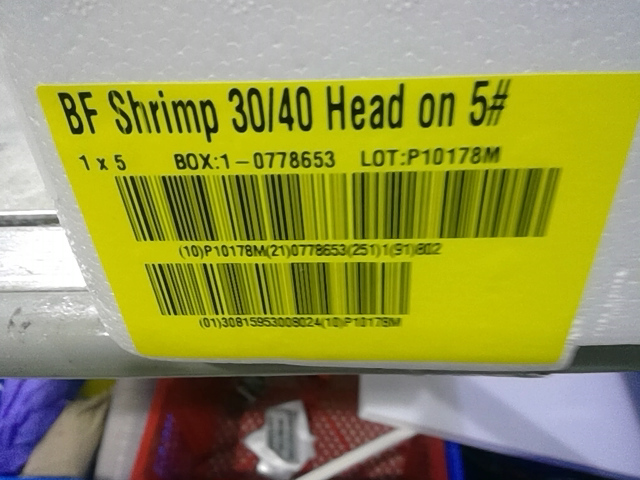 BF Shrimp 30/40 Head on 5#
1 x 5 BOX:1-0778653 LOT:P10178M
(10)P10178M(21)0778653(251)1(91)802
(01)30815953008024(10)P10178M